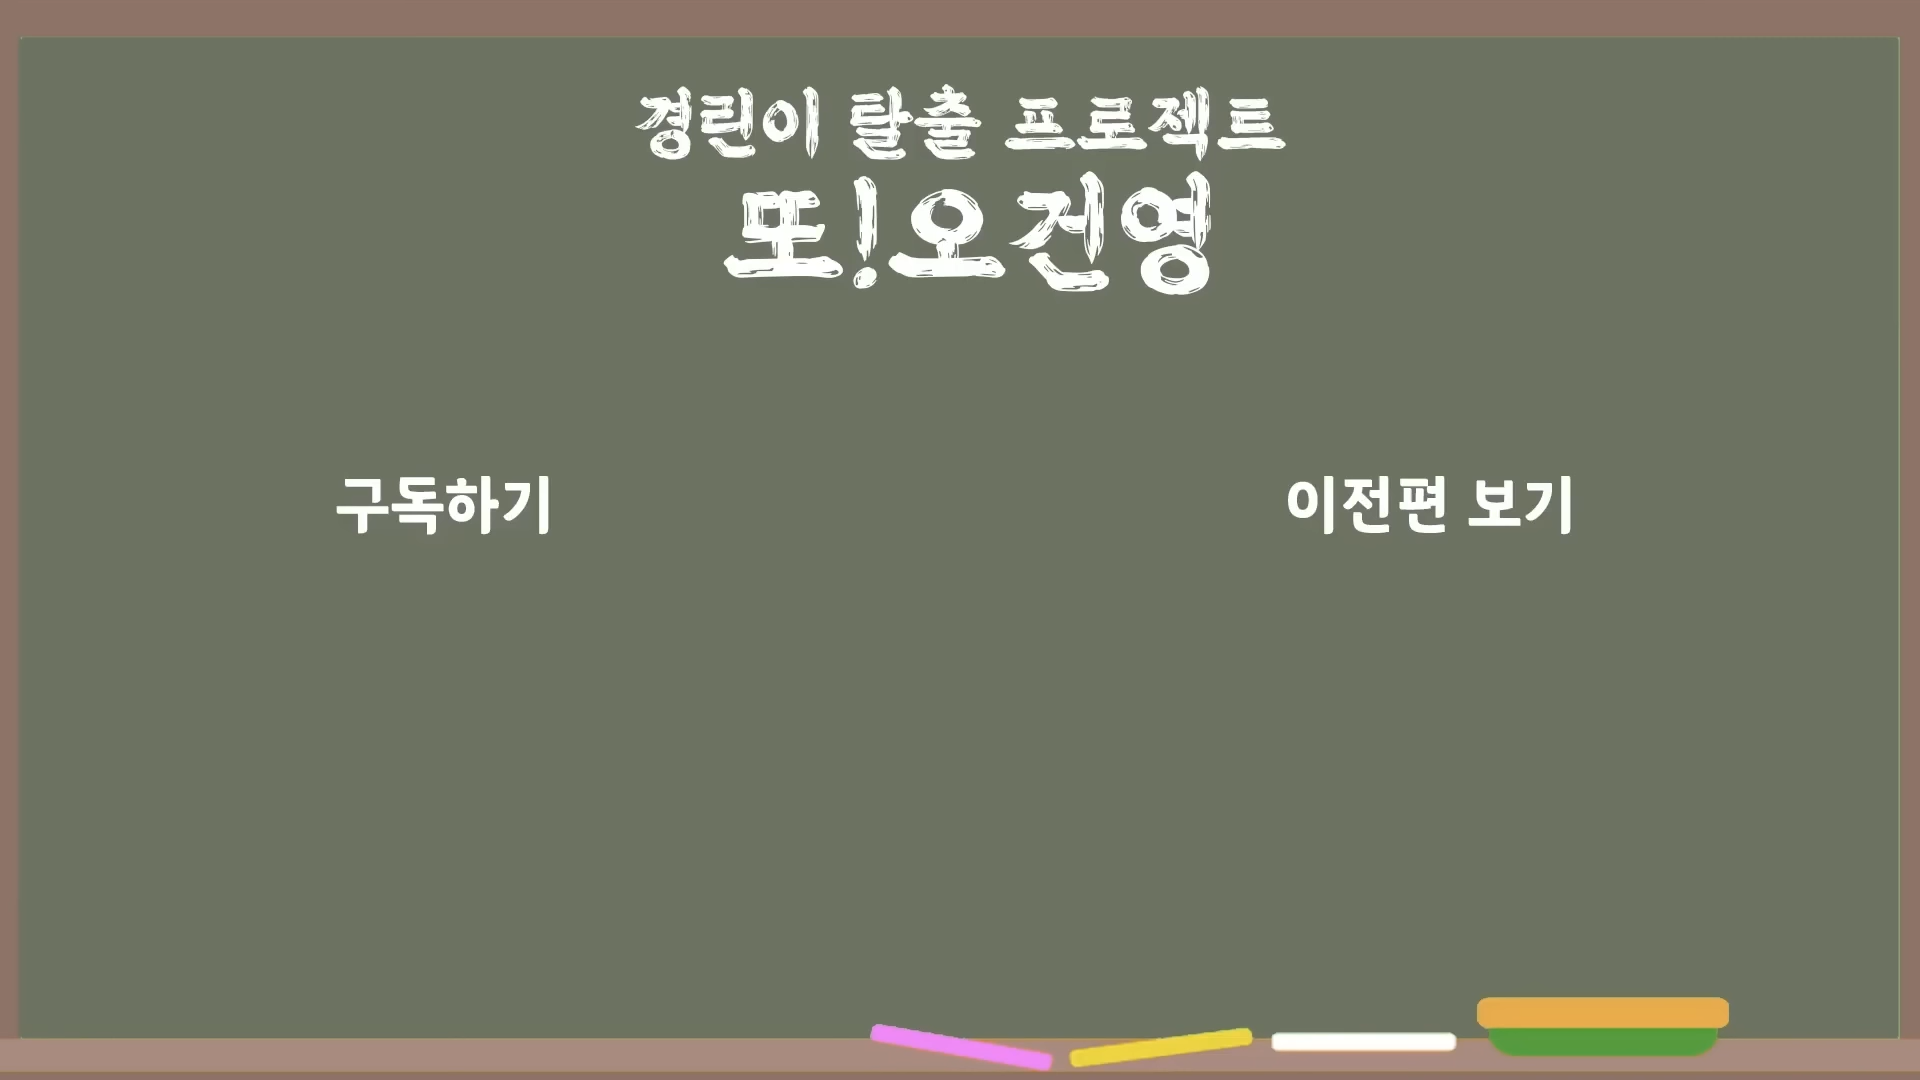 경린이 탈출 프로젝트
또!오건영
구독하기
이전편 보기